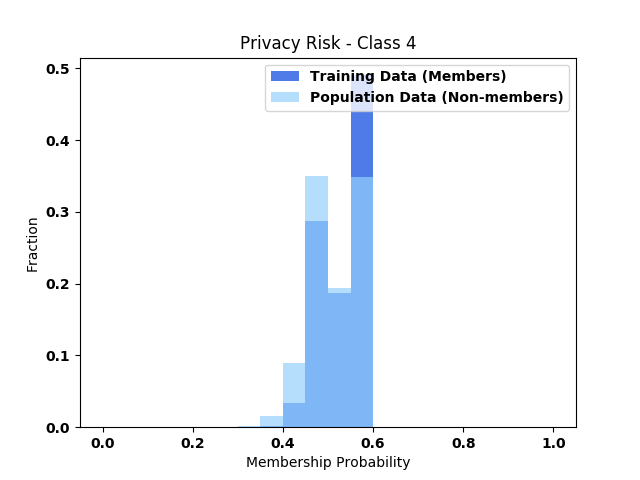 Privacy Risk - Class 4
Training Data (Members)
Population Data (Non-members)
0.5
0.4
0.3
0.2
0.1
0.0
Fraction
0.0 0.2 0.4 0.6 0.8 1.0
Membership Probability